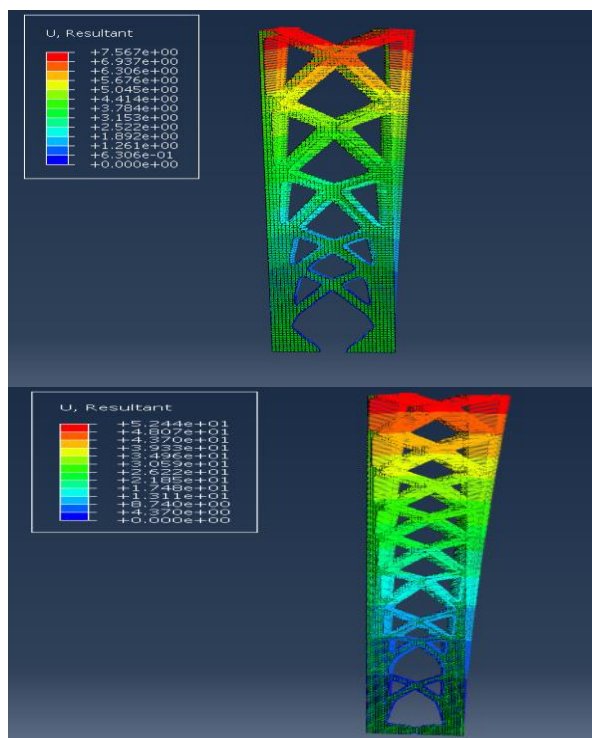 U, Resultant
+7.567e+00
+6.937e+00
+6.306e+00
+5.676e+00
+5.045e+00
+4.414e+00
+3.784e+00
+3.153e+00
+2.522e+00
+1.892e+00
+1.261e+00
+6.306e-01
+0.000e+00
U, Resultant
+5.244e+01
+4.807e+01
+4.370e+01
+3.933e+01
+3.496e+01
+3.059e+01
+2.622e+01
+2.185e+01
+1.748e+01
+1.311e+01
+8.740e+00
+4.370e+00
+0.000e+00